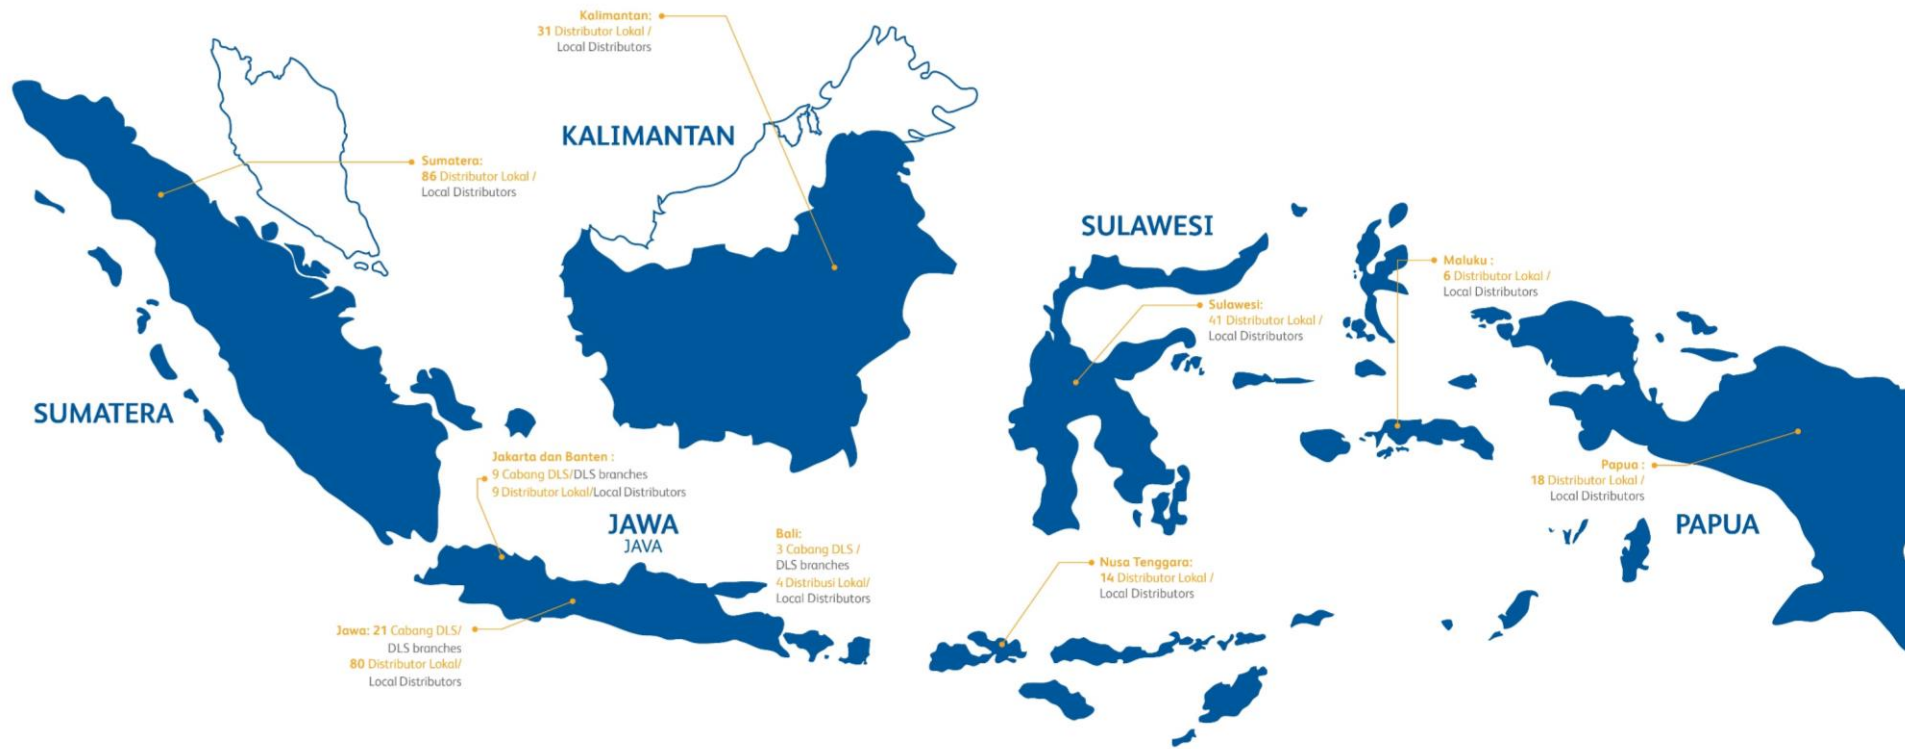 Kalimantan:
31 Distributor Lokal /
Local Distributors
KALIMANTAN
Sumatera:
86 Distributor Lokal /
Local Distributors
SUMATERA
SULAWESI
Sulawesi:
41 Distributor Lokal /
Local Distributors
Maluku :
6 Distributor Lokal /
Local Distributors
Papua :
18 Distributor Lokal /
Local Distributors
PAPUA
Jakarta dan Banten :
9 Cabang DLS/DLS branches
9 Distributor Lokal/Local Distributors
JAWA
JAVA
Bali:
3 Cabang DLS /
DLS branches
4 Distribusi Lokal/
Local Distributors
Nusa Tenggara:
14 Distributor Lokal /
Local Distributors
Jawa: 21 Cabang DLS/
DLS branches
80 Distributor Lokal/
Local Distributors